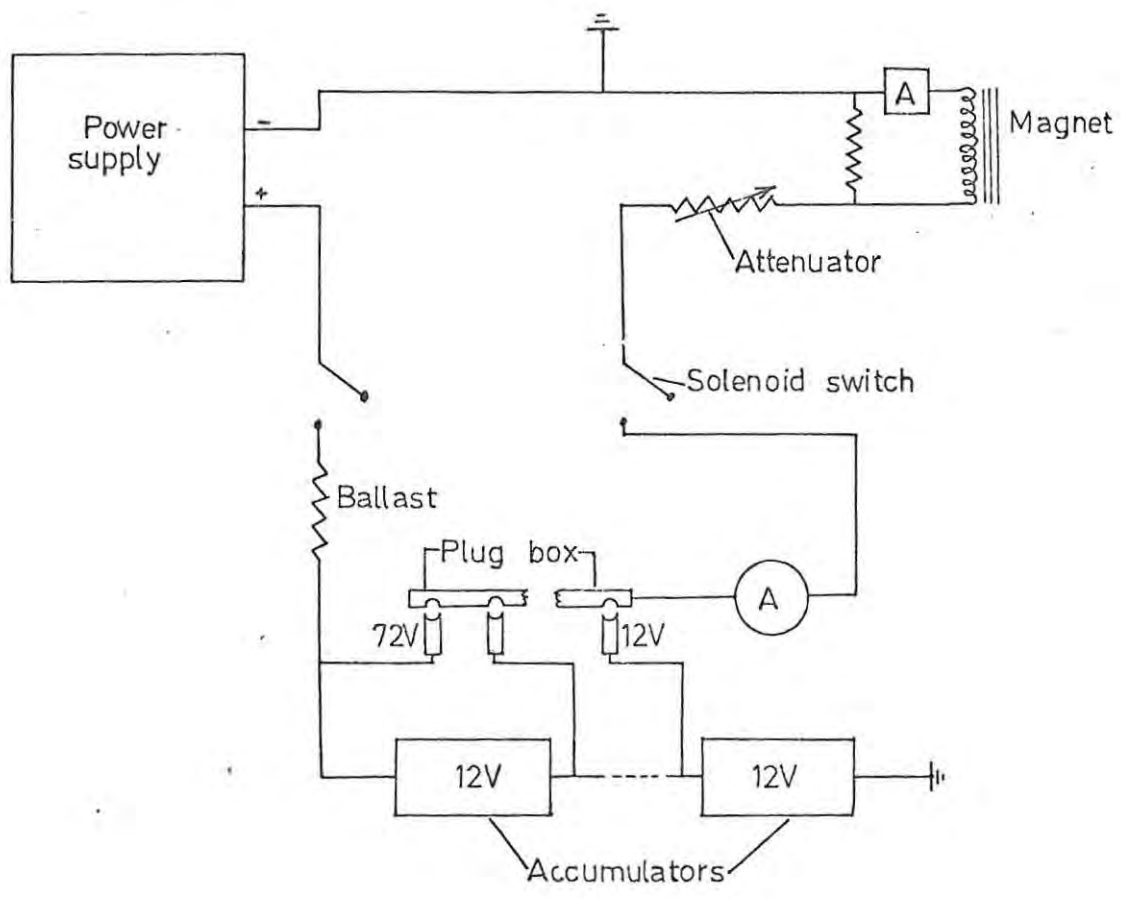 A
Magnet
Power
supply
-
+
Attenuator
Solenoid switch
Ballast
Plug box
A
72V
12V
12V
12V
Accumulators